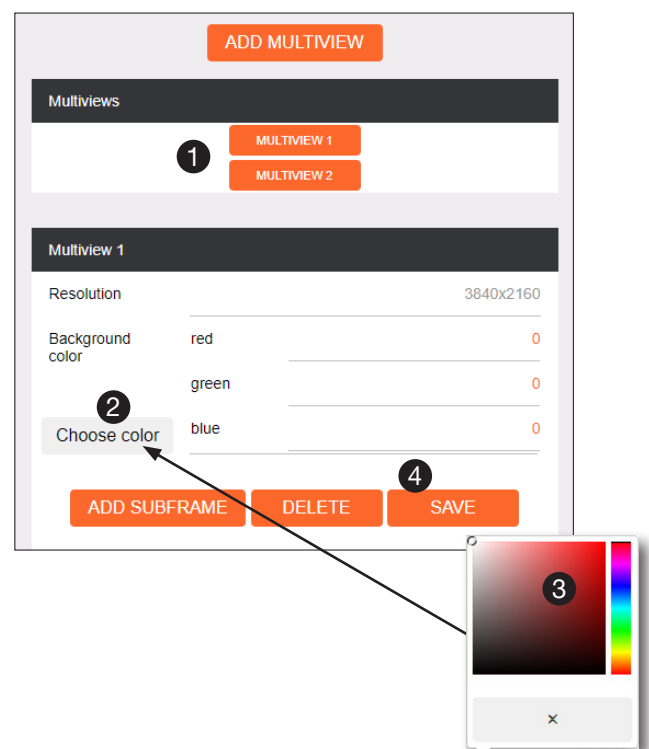 ADD MULTIVIEW
Multiviews
1
MULTIVIEW 1
MULTIVIEW 2
Multiview 1
Resolution 3840x2160
Background color red 0
green 0
2
Choose color blue 0
4
ADD SUBFRAME DELETE SAVE
3
×